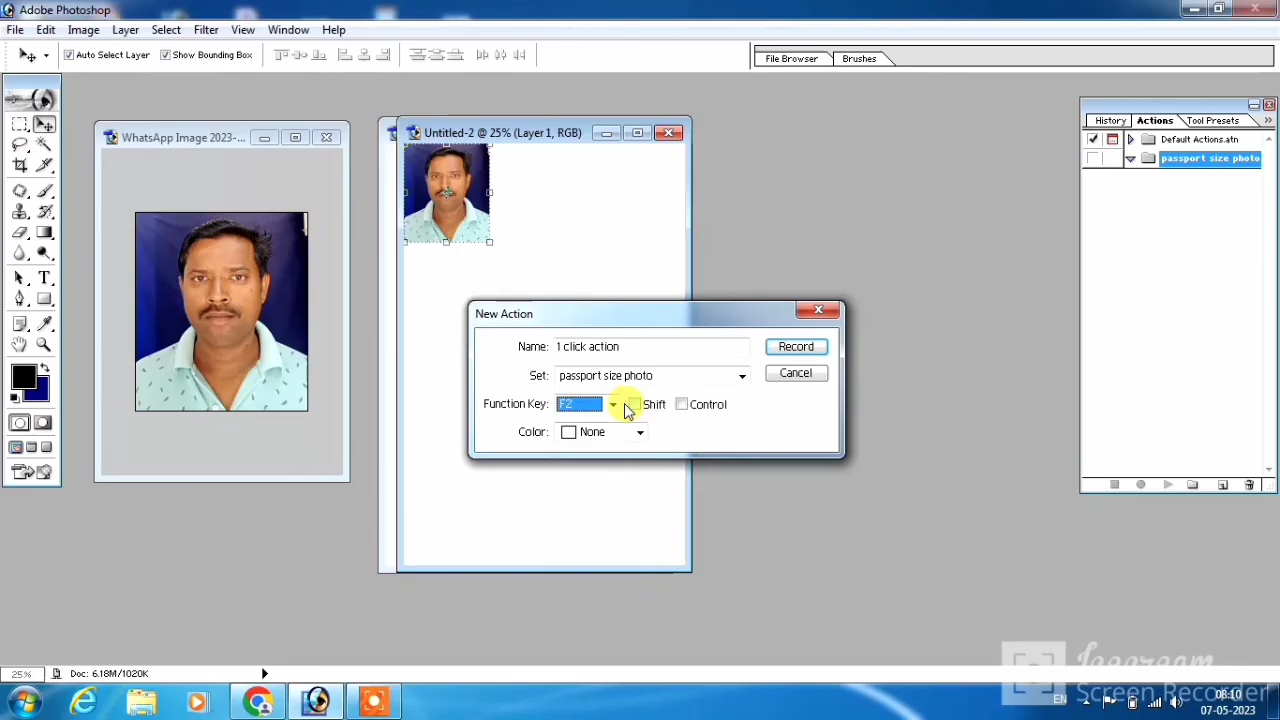 Adobe Photoshop
File Edit Image Layer Select Filter View Window Help
Auto Select Layer Show Bounding Box File Browser Brushes
WhatsApp Image 2023-...
Untitled-2 @ 25% (Layer 1, RGB)
History Actions Tool Presets
Default Actions.atn
passport size photo
New Action
Name: 1 click action Record
Set: passport size photo Cancel
Function Key: F2 Shift Control
Color: None
25% Doc: 6.18M/1020K
Icecream
Screen Recorder
EN 08:10
07-05-2023